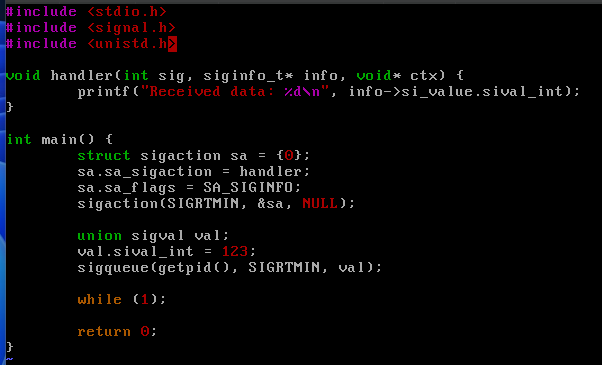 #include <stdio.h>
#include <signal.h>
#include <unistd.h>
void handler(int sig, siginfo_t* info, void* ctx) {
printf("Received data: %d\n", info->si_value.sival_int);
}
int main() {
struct sigaction sa = {0};
sa.sa_sigaction = handler;
sa.sa_flags = SA_SIGINFO;
sigaction(SIGRTMIN, &sa, NULL);
union sigval val;
val.sival_int = 123;
sigqueue(getpid(), SIGRTMIN, val);
while (1);
return 0;
}
~